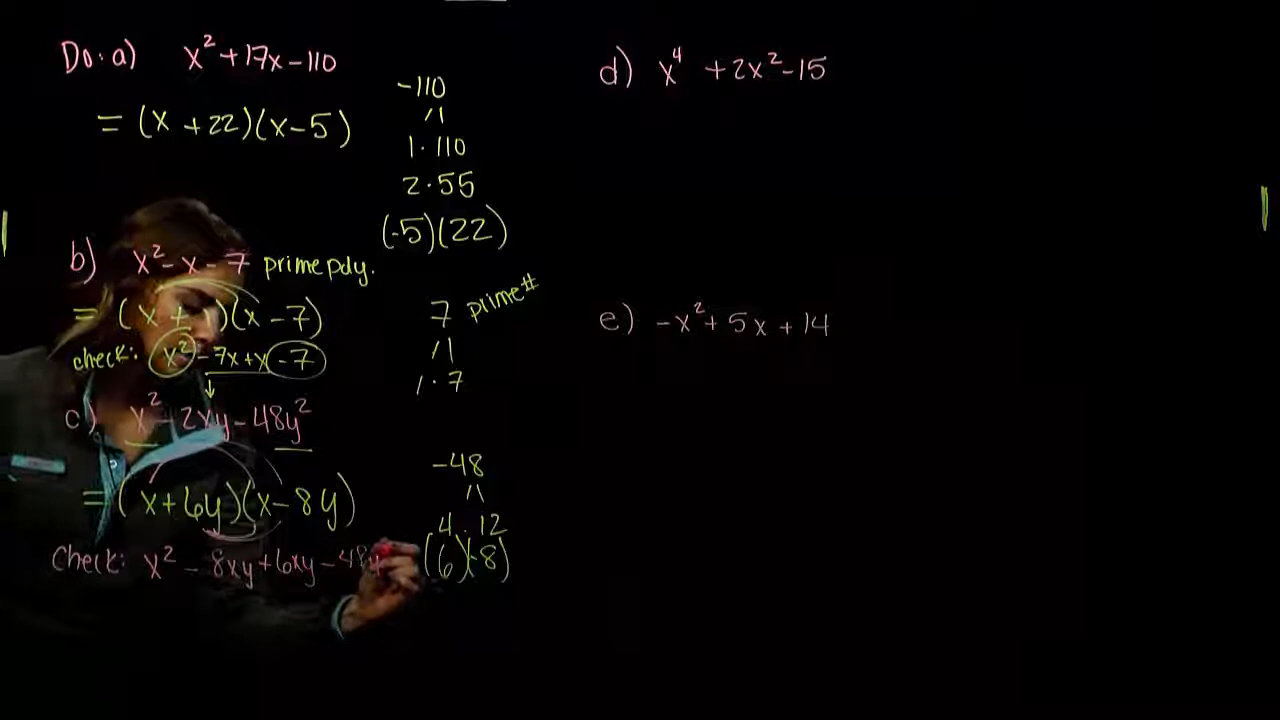 Do: a) x² + 17x - 110
= (x + 22)(x - 5)
-110
1 · 110
2 · 55
(-5)(22)
b) x² - x - 7 prime poly.
= (x + 1)(x - 7)
check: x² - 7x + x - 7
7 prime #
1 · 7
c) x² - 2xy - 48y²
= (x + 6y)(x - 8y)
Check: x² - 8xy + 6xy - 48y
-48
4 · 12
(6)(-8)
d) x⁴ + 2x² - 15
e) -x² + 5x + 14